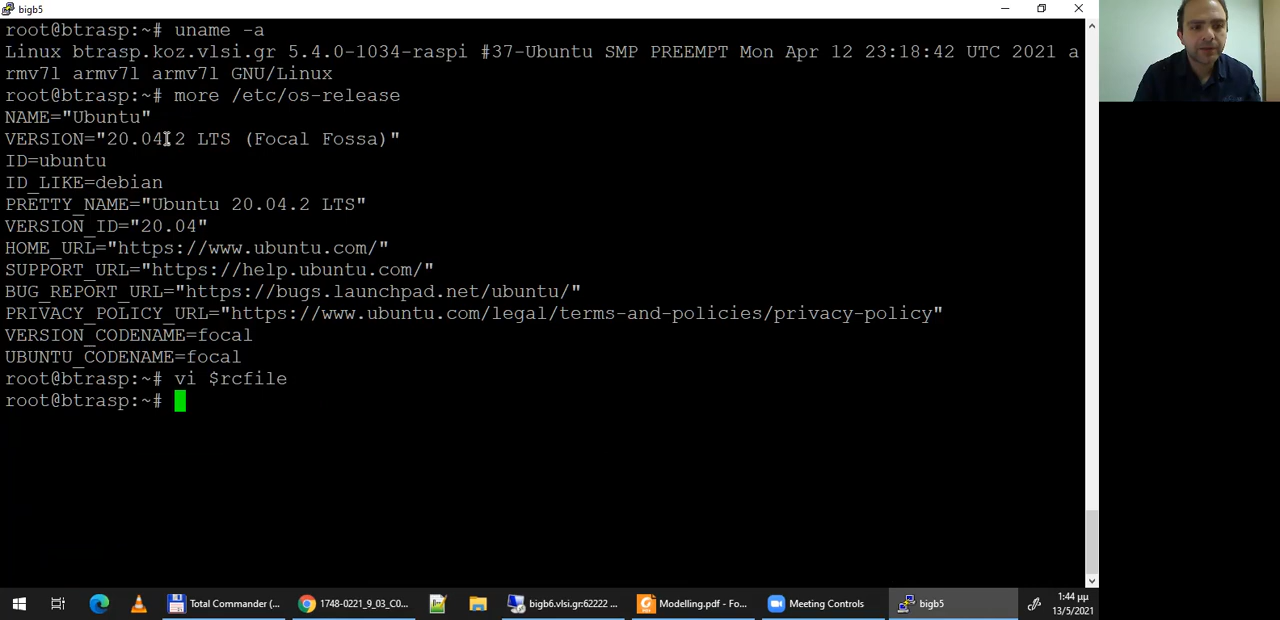 bigb5
root@btrasp:~# uname -a
Linux btrasp.koz.vlsi.gr 5.4.0-1034-raspi #37-Ubuntu SMP PREEMPT Mon Apr 12 23:18:42 UTC 2021 a
rmv7l armv7l armv7l GNU/Linux
root@btrasp:~# more /etc/os-release
NAME="Ubuntu"
VERSION="20.04.2 LTS (Focal Fossa)"
ID=ubuntu
ID_LIKE=debian
PRETTY_NAME="Ubuntu 20.04.2 LTS"
VERSION_ID="20.04"
HOME_URL="https://www.ubuntu.com/"
SUPPORT_URL="https://help.ubuntu.com/"
BUG_REPORT_URL="https://bugs.launchpad.net/ubuntu/"
PRIVACY_POLICY_URL="https://www.ubuntu.com/legal/terms-and-policies/privacy-policy"
VERSION_CODENAME=focal
UBUNTU_CODENAME=focal
root@btrasp:~# vi $rcfile
root@btrasp:~#
Total Commander (... 1748-0221_9_03_C0... bigb6.vlsi.gr:62222 ... Modelling.pdf - Fo... Meeting Controls bigb5 1:44 μμ
13/5/2021